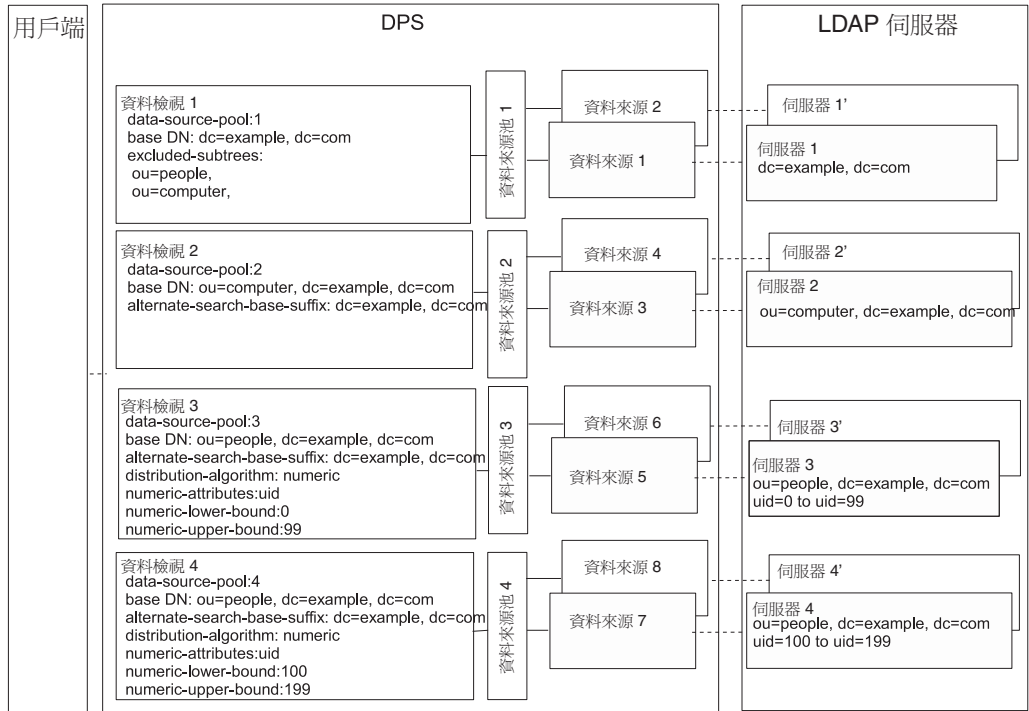 用戶端
DPS
LDAP 伺服器
資料檢視 1
data-source-pool:1
base DN: dc=example, dc=com
excluded-subtrees:
ou=people,
ou=computer,
資料來源池 1
資料來源 2
資料來源 1
伺服器 1’
伺服器 1
dc=example, dc=com
資料檢視 2
data-source-pool:2
base DN: ou=computer, dc=example, dc=com
alternate-search-base-suffix: dc=example, dc=com
資料來源池 2
資料來源 4
資料來源 3
伺服器 2’
伺服器 2
ou=computer, dc=example, dc=com
資料檢視 3
data-source-pool:3
base DN: ou=people, dc=example, dc=com
alternate-search-base-suffix: dc=example, dc=com
distribution-algorithm: numeric
numeric-attributes:uid
numeric-lower-bound:0
numeric-upper-bound:99
資料來源池 3
資料來源 6
資料來源 5
伺服器 3’
伺服器 3
ou=people, dc=example, dc=com
uid=0 to uid=99
資料檢視 4
data-source-pool:4
base DN: ou=people, dc=example, dc=com
alternate-search-base-suffix: dc=example, dc=com
distribution-algorithm: numeric
numeric-attributes:uid
numeric-lower-bound:100
numeric-upper-bound:199
資料來源池 4
資料來源 8
資料來源 7
伺服器 4’
伺服器 4
ou=people, dc=example, dc=com
uid=100 to uid=199